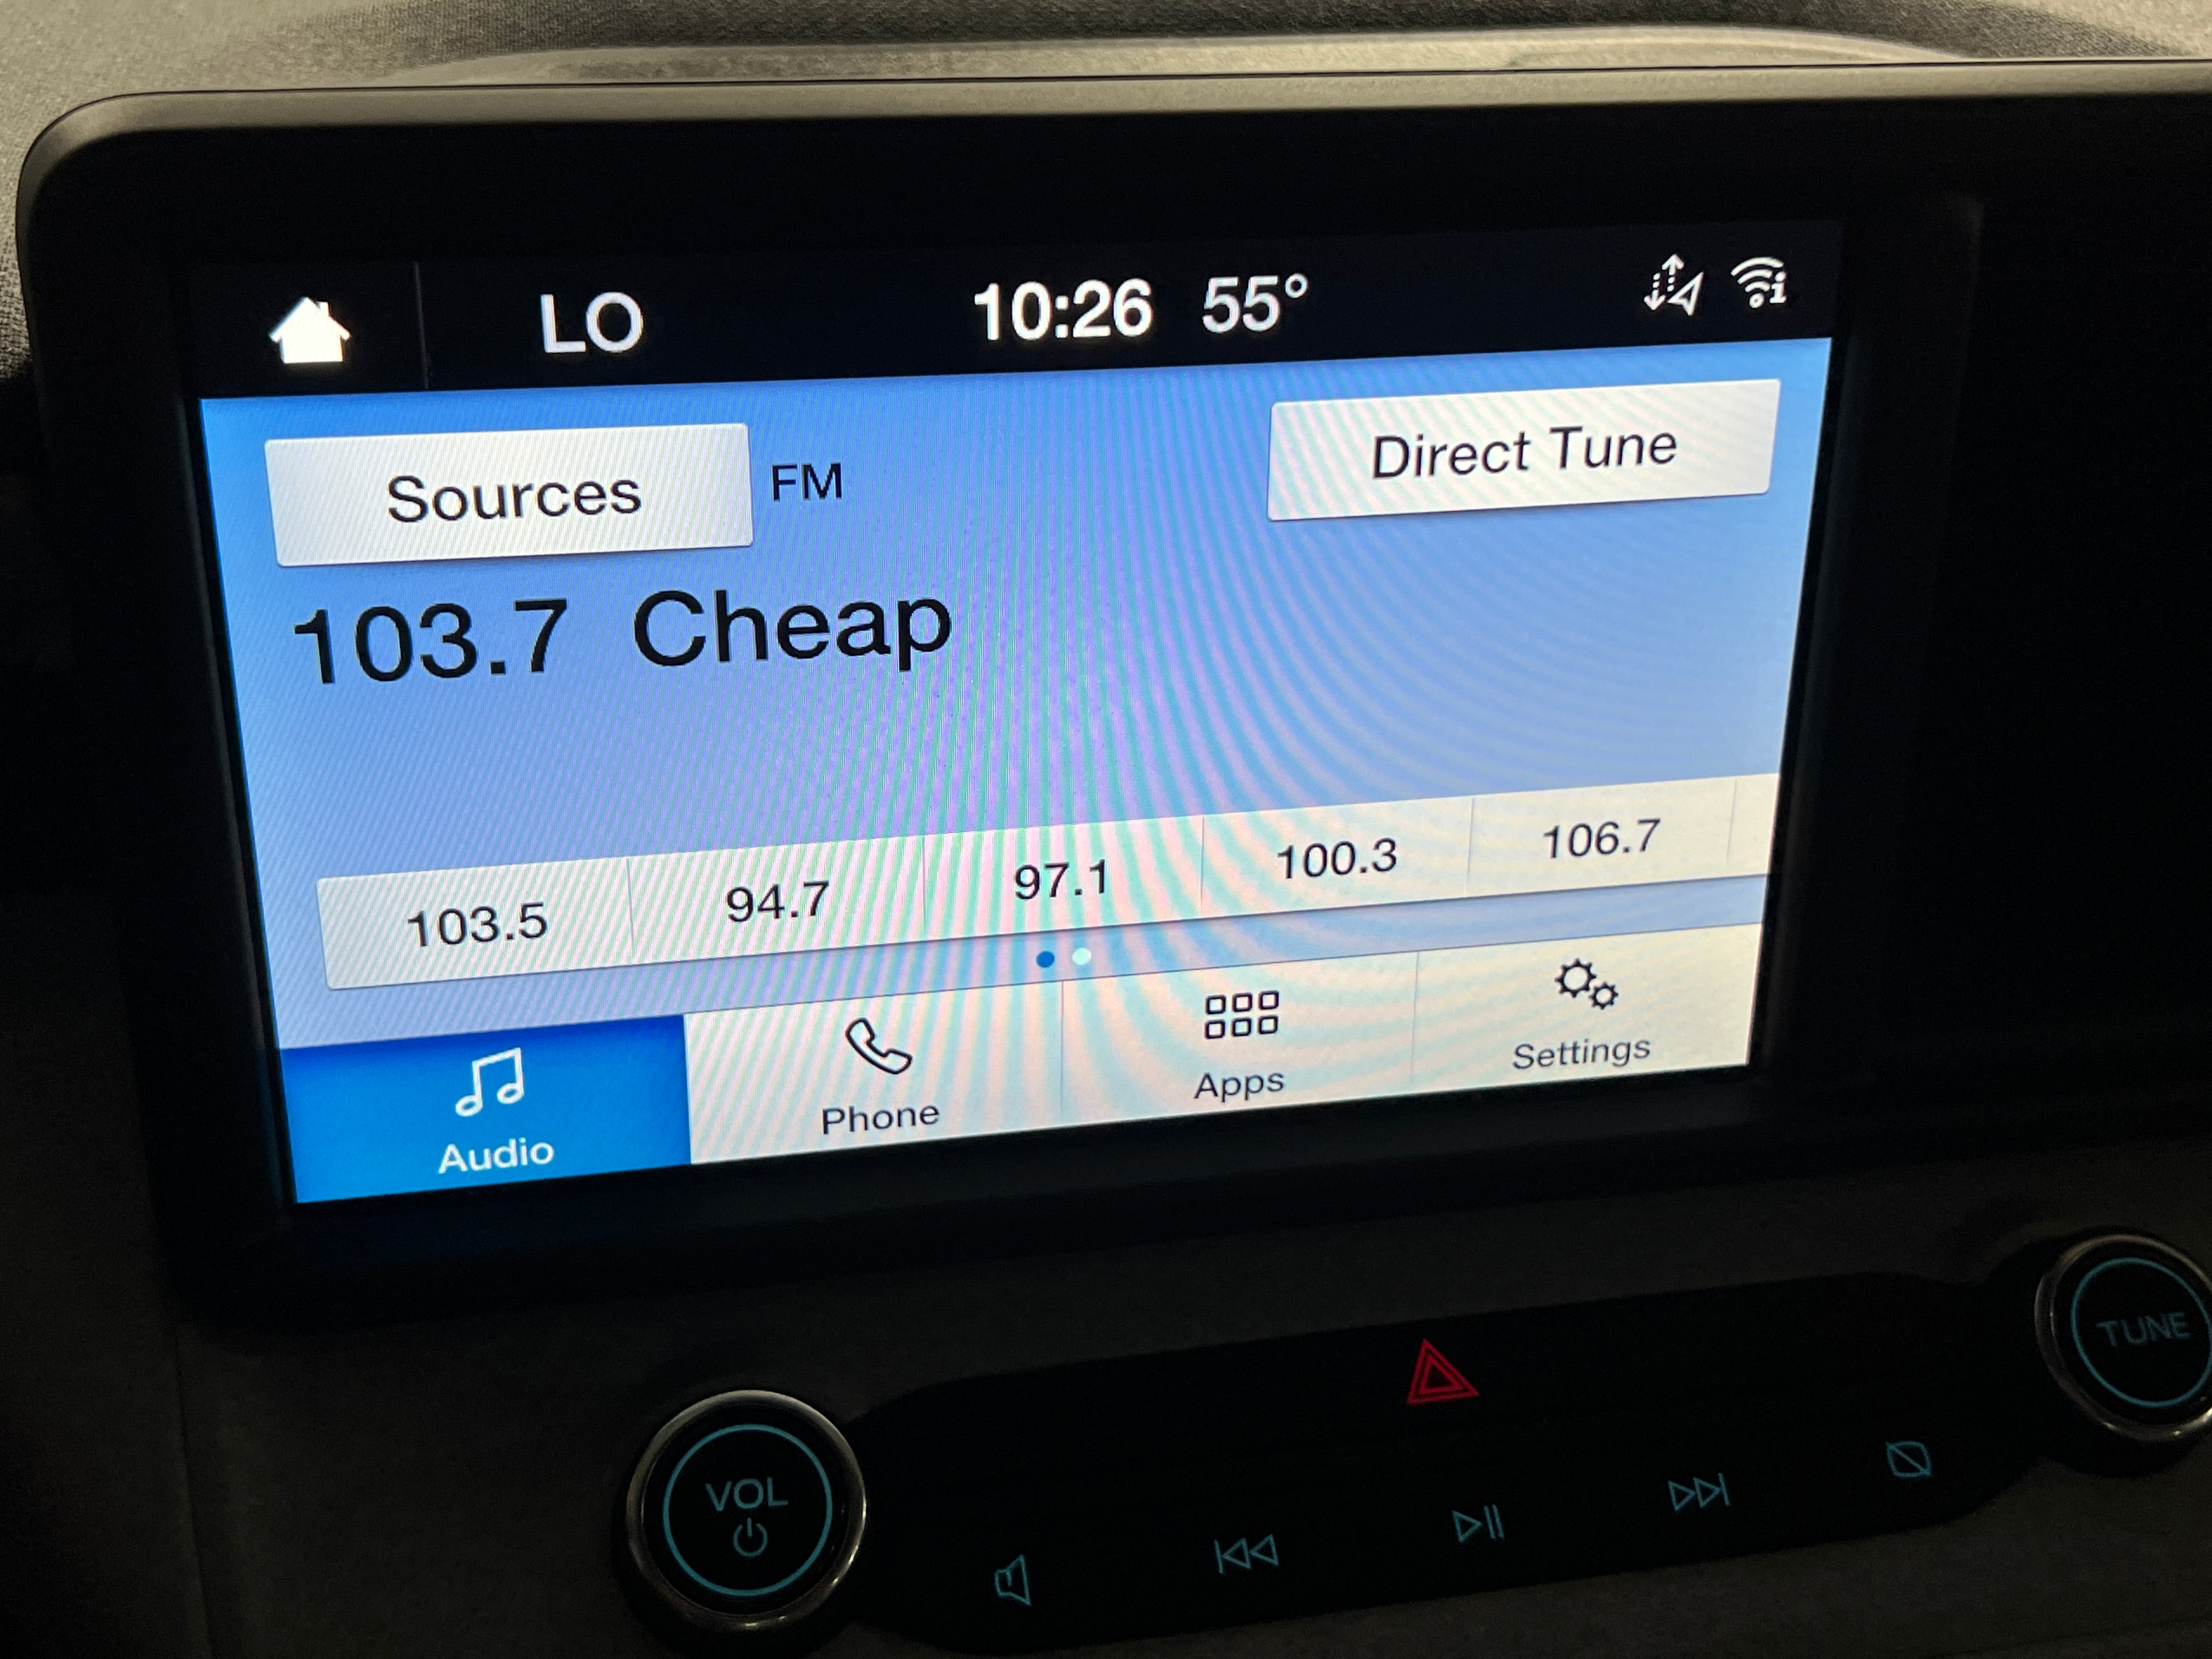 LO 10:26 55°
Sources FM Direct Tune
103.7 Cheap
103.5 94.7 97.1 100.3 106.7
Audio Phone Apps Settings
VOL TUNE